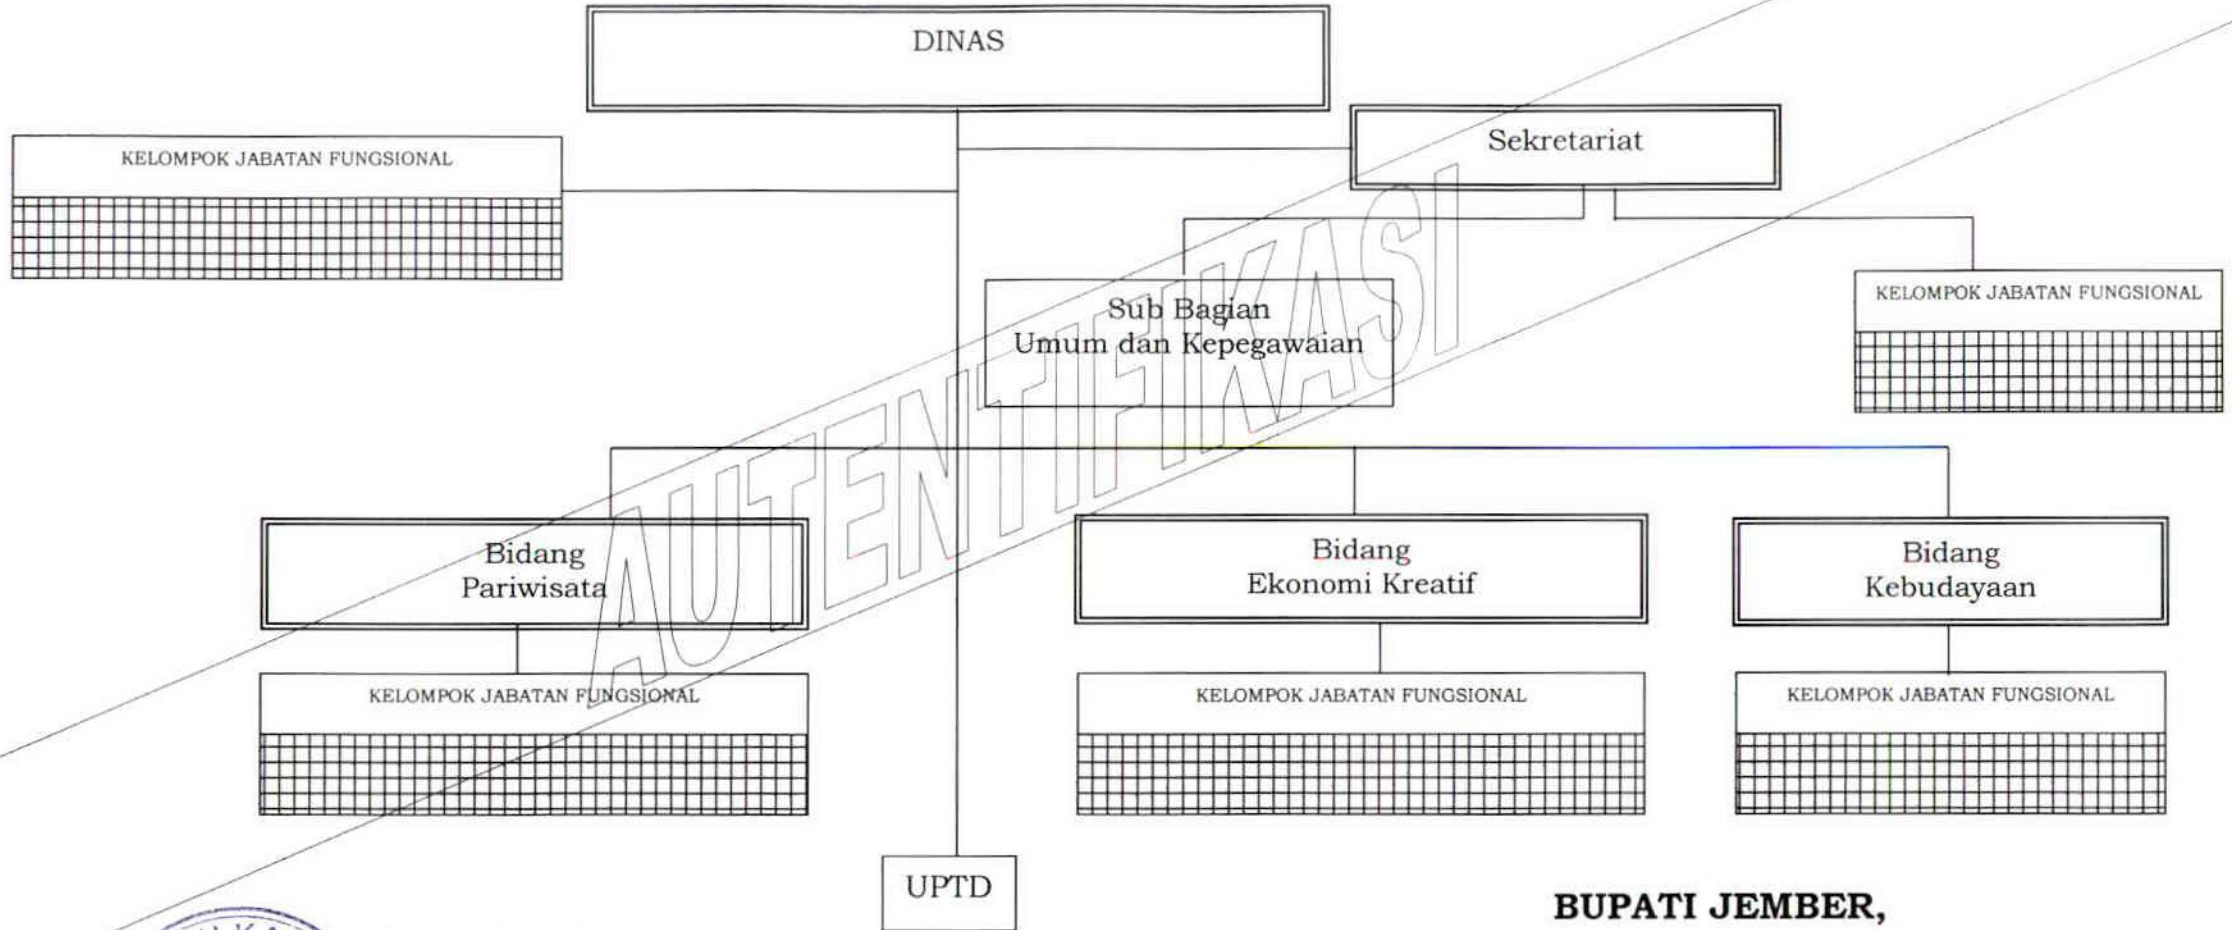 DINAS
Sekretariat
KELOMPOK JABATAN FUNGSIONAL
KELOMPOK JABATAN FUNGSIONAL
Sub Bagian
Umum dan Kepegawaian
AUTENTIFIKASI
Bidang
Pariwisata
Bidang
Ekonomi Kreatif
Bidang
Kebudayaan
KELOMPOK JABATAN FUNGSIONAL
KELOMPOK JABATAN FUNGSIONAL
KELOMPOK JABATAN FUNGSIONAL
UPTD
BUPATI JEMBER,